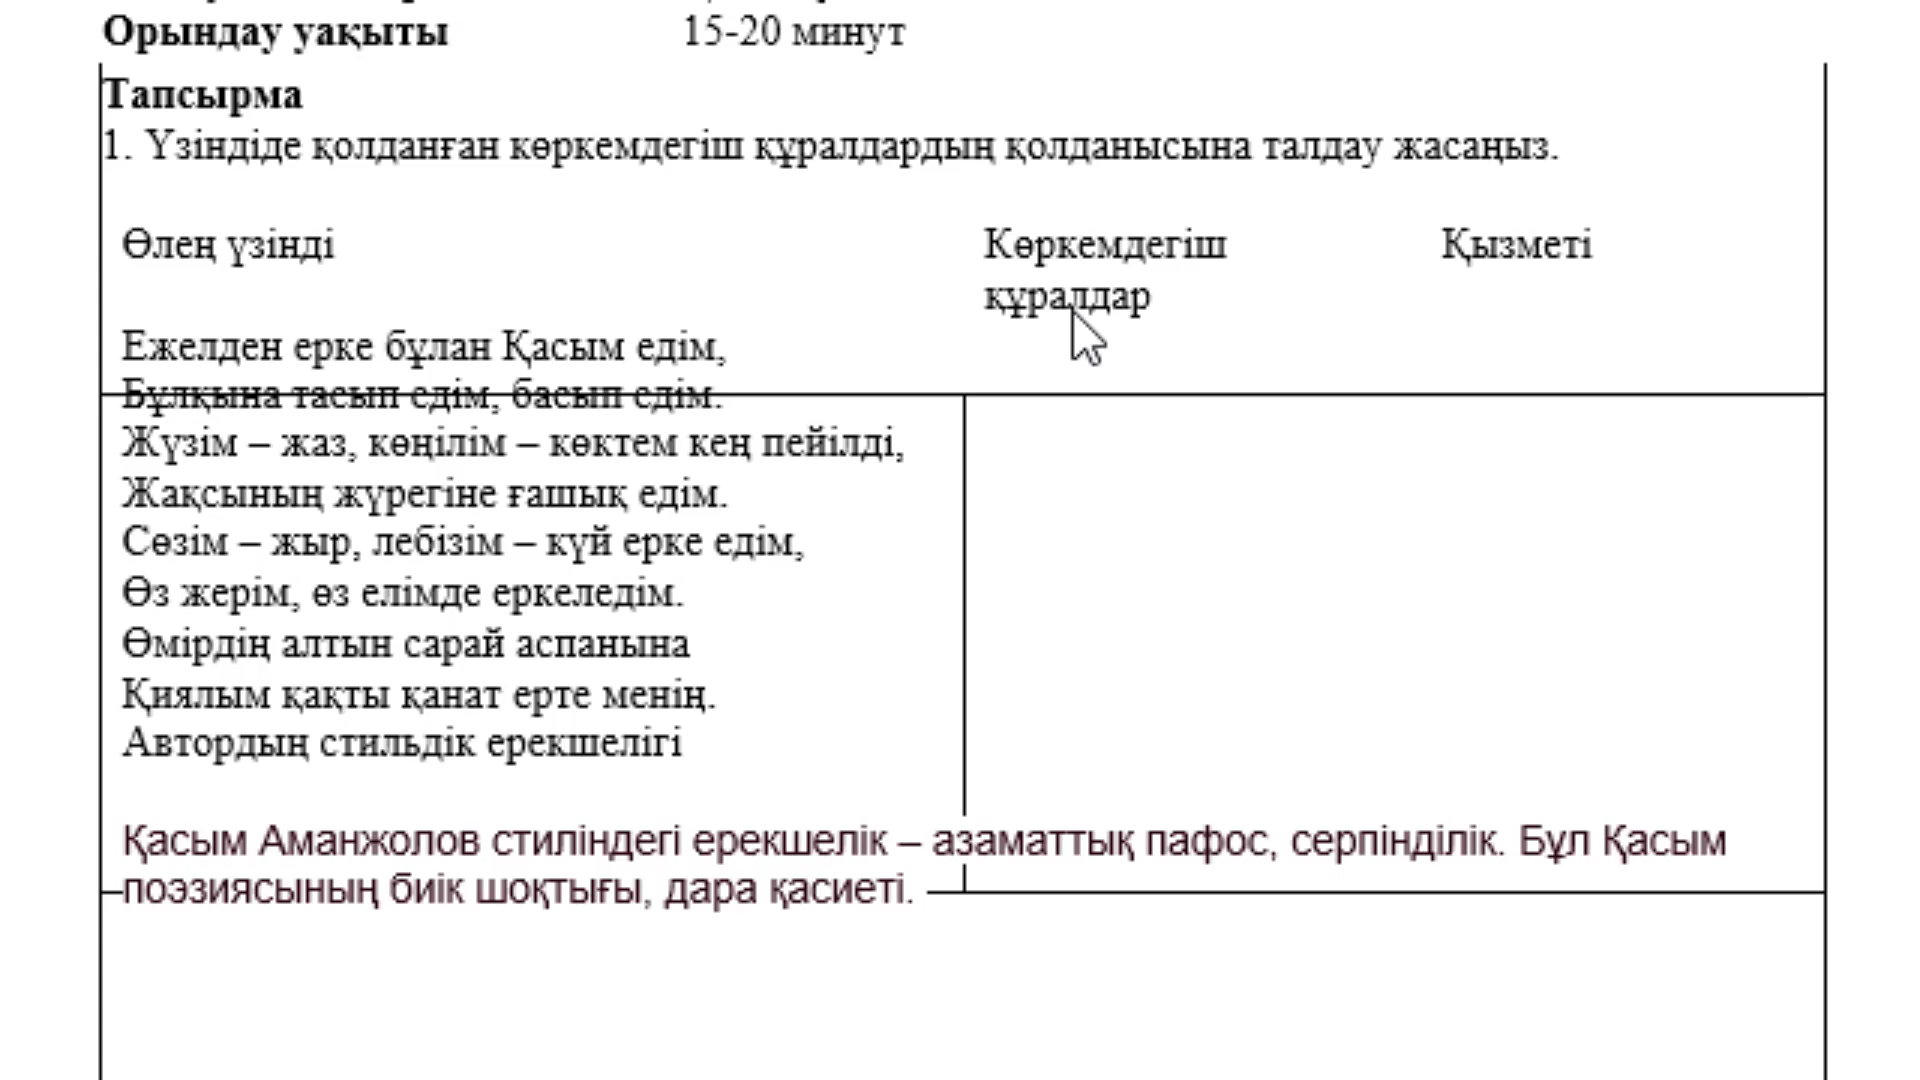 Орындау уақыты 15-20 минут
Тапсырма
1. Үзіндіде қолданған көркемдегіш құралдардың қолданысына талдау жасаңыз.
Өлең үзінді Көркемдегіш құралдар Қызметі
Ежелден ерке бұлан Қасым едім,
Бұлқына тасып едім, басып едім.
Жүзім – жаз, көңілім – көктем кең пейілді,
Жақсының жүрегіне ғашық едім.
Сөзім – жыр, лебізім – күй ерке едім,
Өз жерім, өз елімде еркеледім.
Өмірдің алтын сарай аспанына
Қиялым қақты қанат ерте менің.
Автордың стильдік ерекшелігі
Қасым Аманжолов стиліндегі ерекшелік – азаматтық пафос, серпінділік. Бұл Қасым
поэзиясының биік шоқтығы, дара қасиеті.